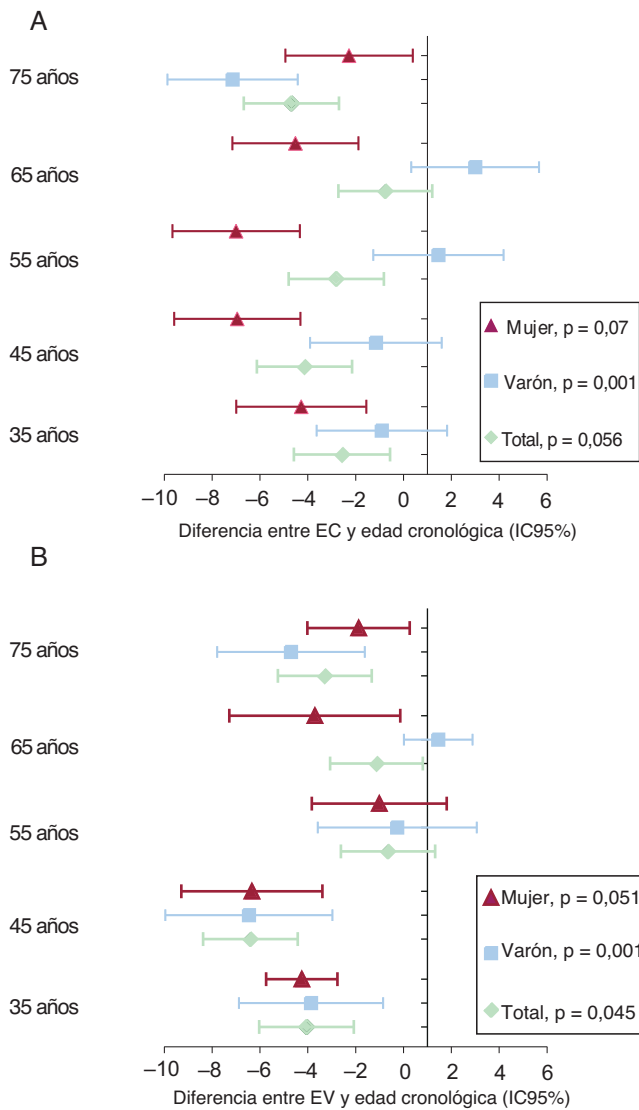 A
75 años
65 años
55 años
45 años
35 años
Mujer, p = 0,07
Varón, p = 0,001
Total, p = 0,056
–10 –8 –6 –4 –2 0 2 4 6
Diferencia entre EC y edad cronológica (IC95%)
B
75 años
65 años
55 años
45 años
35 años
Mujer, p = 0,051
Varón, p = 0,001
Total, p = 0,045
–10 –8 –6 –4 –2 0 2 4 6
Diferencia entre EV y edad cronológica (IC95%)